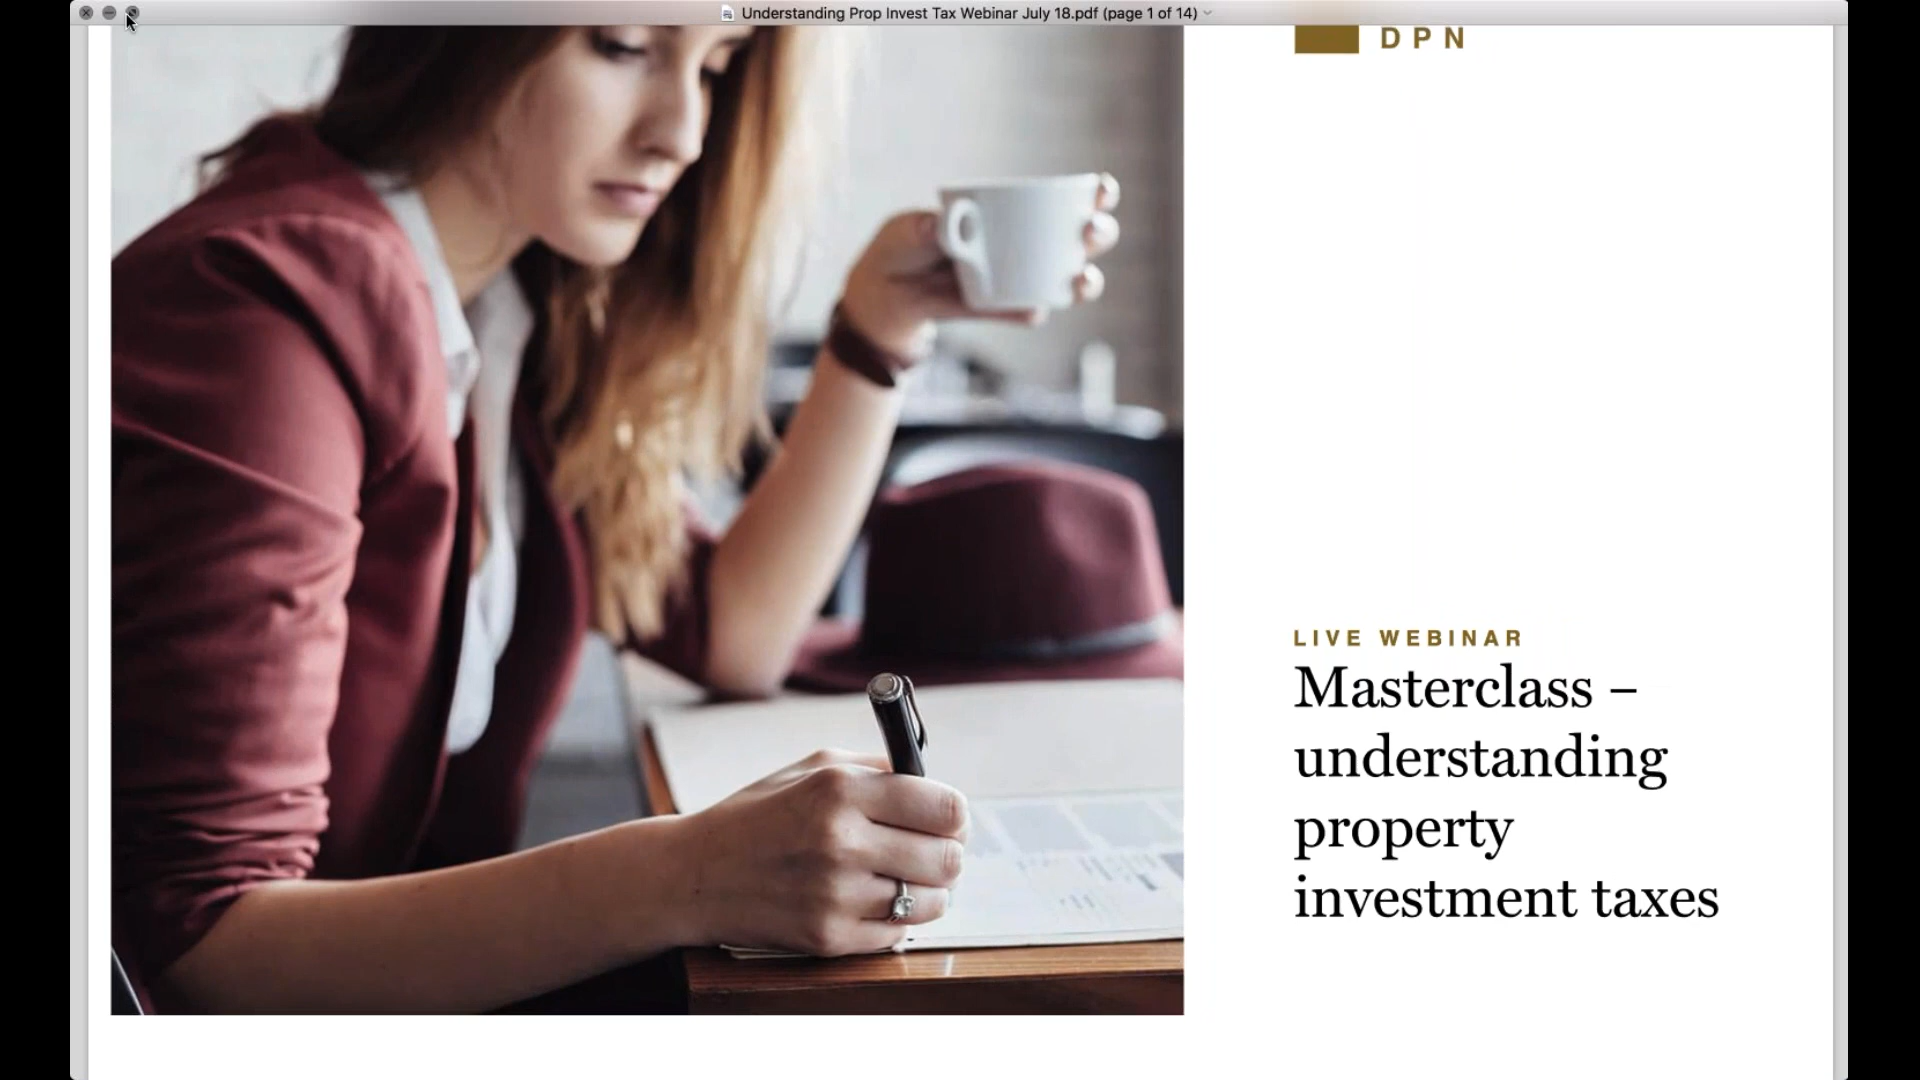 Understanding Prop Invest Tax Webinar July 18.pdf (page 1 of 14)
DPN
LIVE WEBINAR
Masterclass –
understanding
property
investment taxes